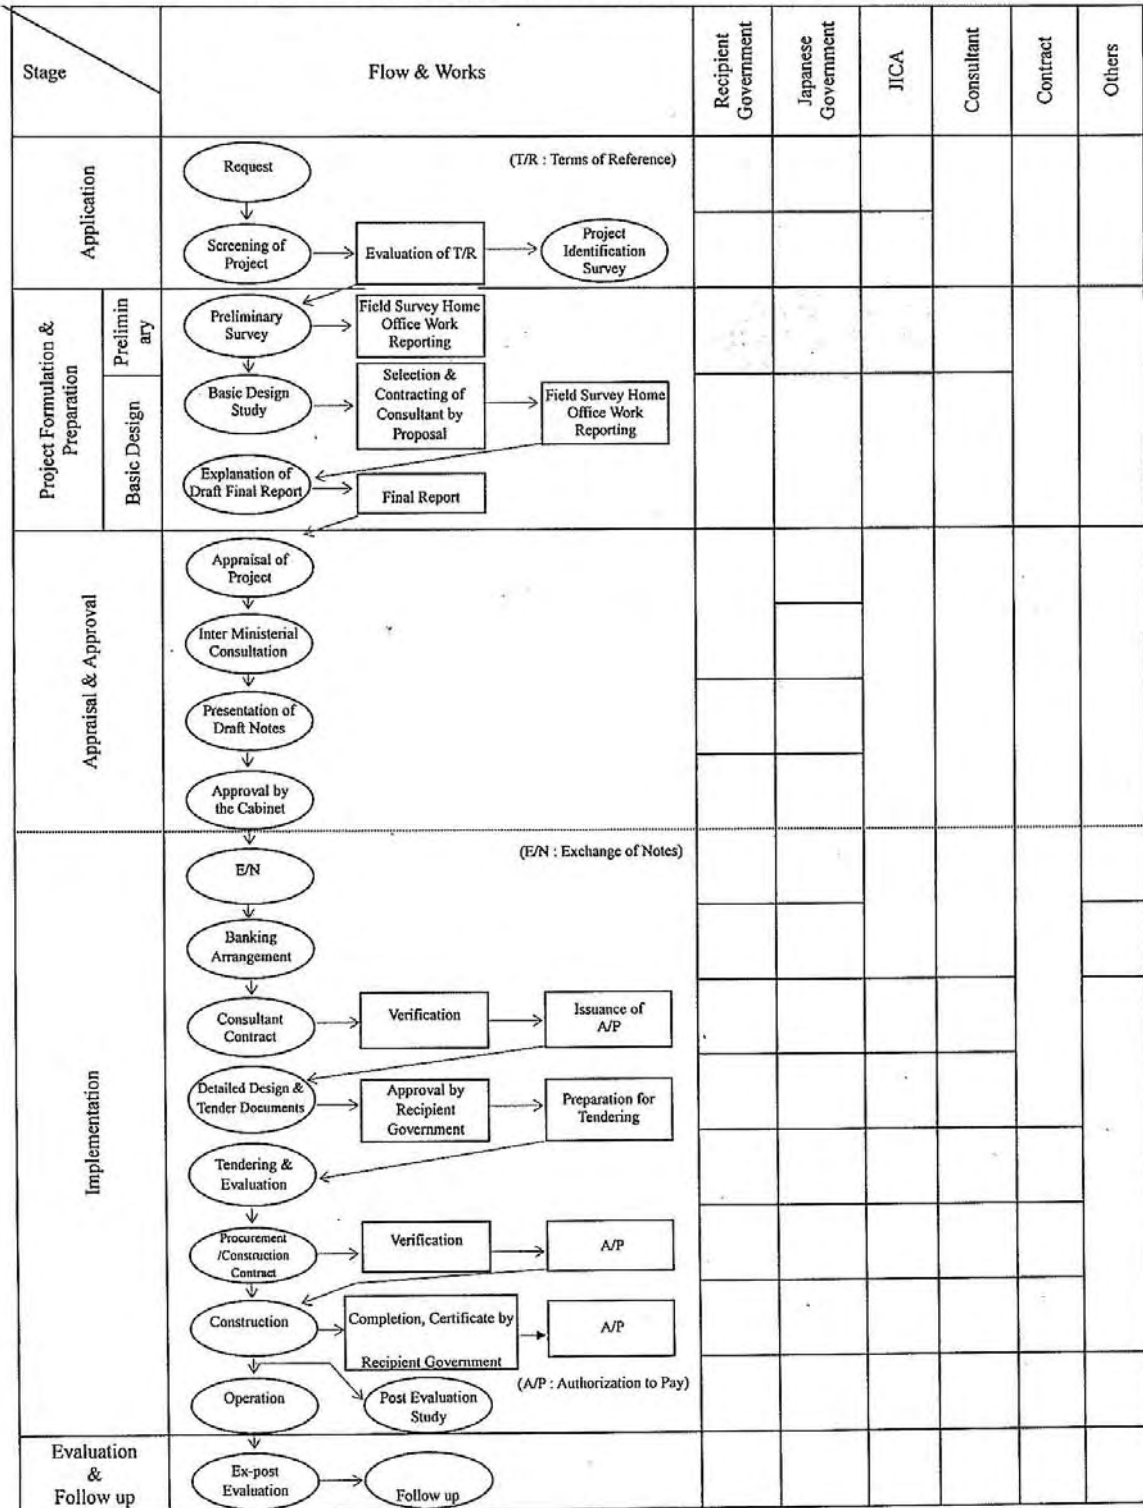 Stage
Flow & Works
Recipient
Government
Japanese
Government
JICA
Consultant
Contract
Others
Application
Request
(T/R : Terms of Reference)
Screening of
Project
Evaluation of T/R
Project
Identification
Survey
Project Formulation &
Preparation
Prelimin
ary
Preliminary
Survey
Field Survey Home
Office Work
Reporting
Basic Design
Basic Design
Study
Selection &
Contracting of
Consultant by
Proposal
Field Survey Home
Office Work
Reporting
Explanation of
Draft Final Report
Final Report
Appraisal & Approval
Appraisal of
Project
Inter Ministerial
Consultation
Presentation of
Draft Notes
Approval by
the Cabinet
Implementation
E/N
(E/N : Exchange of Notes)
Banking
Arrangement
Consultant
Contract
Verification
Issuance of
A/P
Detailed Design &
Tender Documents
Approval by
Recipient
Government
Preparation for
Tendering
Tendering &
Evaluation
Procurement
/Construction
Contract
Verification
A/P
Construction
Completion, Certificate by
Recipient Government
A/P
(A/P : Authorization to Pay)
Operation
Post Evaluation
Study
Evaluation
&
Follow up
Ex-post
Evaluation
Follow up